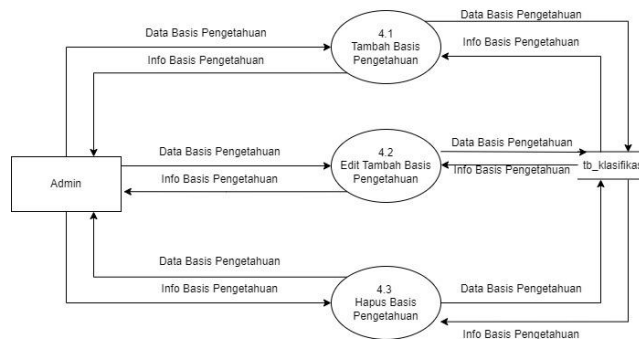 Data Basis Pengetahuan
Data Basis Pengetahuan
4.1
Tambah Basis
Pengetahuan
Info Basis Pengetahuan
Info Basis Pengetahuan
Data Basis Pengetahuan
4.2
Edit Tambah Basis
Pengetahuan
Data Basis Pengetahuan
Admin
Info Basis Pengetahuan
Info Basis Pengetahuan
tb_klasifikas
Data Basis Pengetahuan
4.3
Hapus Basis
Pengetahuan
Info Basis Pengetahuan
Data Basis Pengetahuan
Info Basis Pengetahuan